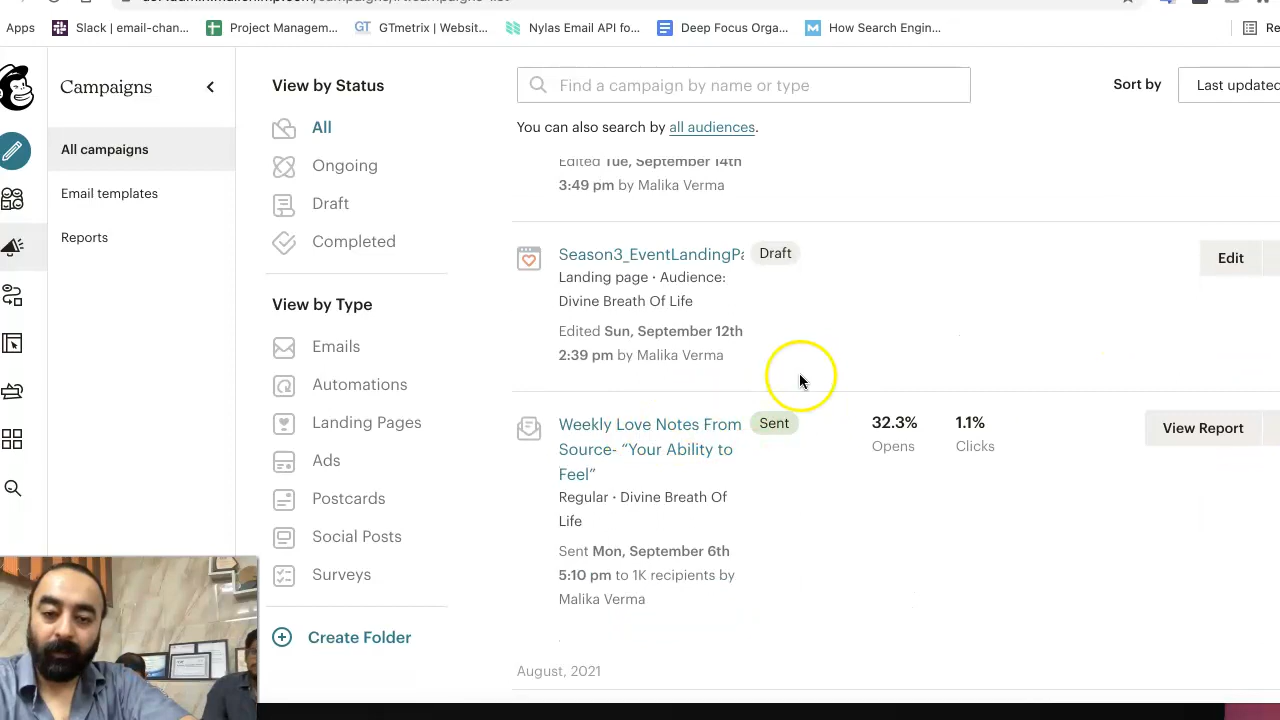 Apps
Slack | email-chan...
Project Managem...
GTmetrix | Websit...
Nylas Email API fo...
Deep Focus Orga...
How Search Engin...
Re
Campaigns
All campaigns
Email templates
Reports
View by Status
All
Ongoing
Draft
Completed
View by Type
Emails
Automations
Landing Pages
Ads
Postcards
Social Posts
Surveys
Create Folder
Find a campaign by name or type
Sort by
Last updated
You can also search by all audiences.
Edited Tue, September 14th
3:49 pm by Malika Verma
Season3_EventLandingPa
Draft
Edit
Landing page · Audience:
Divine Breath Of Life
Edited Sun, September 12th
2:39 pm by Malika Verma
Weekly Love Notes From
Source- “Your Ability to
Feel”
Sent
32.3%
Opens
1.1%
Clicks
View Report
Regular · Divine Breath Of
Life
Sent Mon, September 6th
5:10 pm to 1K recipients by
Malika Verma
August, 2021